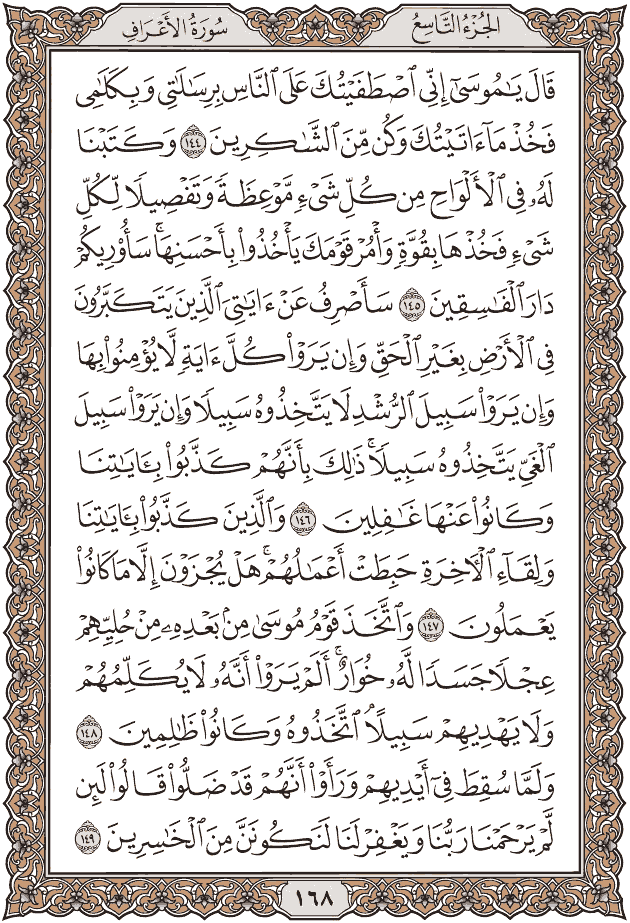 الجُزْءُ التَّاسِعُ
سُورَةُ الأَعْرَافِ
قَالَ يَٰمُوسَىٰٓ إِنِّي ٱصۡطَفَيۡتُكَ عَلَى ٱلنَّاسِ بِرِسَٰلَٰتِي وَبِكَلَٰمِي
فَخُذۡ مَآ ءَاتَيۡتُكَ وَكُن مِّنَ ٱلشَّٰكِرِينَ ١٤٤ وَكَتَبۡنَا
لَهُۥ فِي ٱلۡأَلۡوَاحِ مِن كُلِّ شَيۡءٖ مَّوۡعِظَةٗ وَتَفۡصِيلٗا لِّكُلِّ
شَيۡءٖ فَخُذۡهَا بِقُوَّةٖ وَأۡمُرۡ قَوۡمَكَ يَأۡخُذُواْ بِأَحۡسَنِهَاۚ سَأُوْرِيكُمۡ
دَارَ ٱلۡفَٰسِقِينَ ١٤٥ سَأَصۡرِفُ عَنۡ ءَايَٰتِيَ ٱلَّذِينَ يَتَكَبَّرُونَ
فِي ٱلۡأَرۡضِ بِغَيۡرِ ٱلۡحَقِّ وَإِن يَرَوۡاْ كُلَّ ءَايَةٖ لَّا يُؤۡمِنُواْ بِهَا
وَإِن يَرَوۡاْ سَبِيلَ ٱلرُّشۡدِ لَا يَتَّخِذُوهُ سَبِيلٗا وَإِن يَرَوۡاْ سَبِيلَ
ٱلۡغَيِّ يَتَّخِذُوهُ سَبِيلٗاۚ ذَٰلِكَ بِأَنَّهُمۡ كَذَّبُواْ بِـَٔايَٰتِنَا
وَكَانُواْ عَنۡهَا غَٰفِلِينَ ١٤٦ وَٱلَّذِينَ كَذَّبُواْ بِـَٔايَٰتِنَا
وَلِقَآءِ ٱلۡأٓخِرَةِ حَبِطَتۡ أَعۡمَٰلُهُمۡۚ هَلۡ يُجۡزَوۡنَ إِلَّا مَا كَانُواْ
يَعۡمَلُونَ ١٤٧ وَٱتَّخَذَ قَوۡمُ مُوسَىٰ مِنۢ بَعۡدِهِۦ مِنۡ حُلِيِّهِمۡ
عِجۡلٗا جَسَدٗا لَّهُۥ خُوَارٌۚ أَلَمۡ يَرَوۡاْ أَنَّهُۥ لَا يُكَلِّمُهُمۡ
وَلَا يَهۡدِيهِمۡ سَبِيلًاۘ ٱتَّخَذُوهُ وَكَانُواْ ظَٰلِمِينَ ١٤٨
وَلَمَّا سُقِطَ فِيٓ أَيۡدِيهِمۡ وَرَأَوۡاْ أَنَّهُمۡ قَدۡ ضَلُّواْ قَالُواْ لَئِن
لَّمۡ يَرۡحَمۡنَا رَبُّنَا وَيَغۡفِرۡ لَنَا لَنَكُونَنَّ مِنَ ٱلۡخَٰسِرِينَ ١٤٩
١٦٨